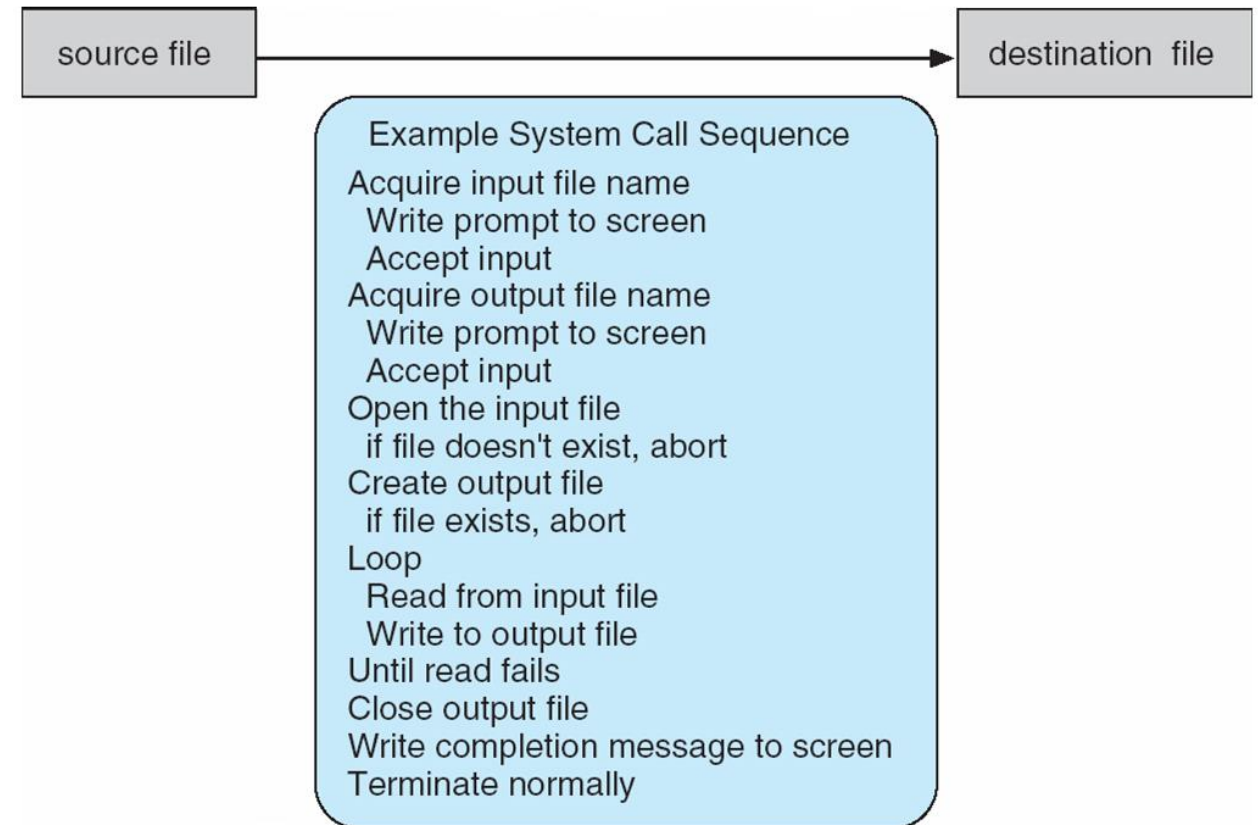 source file
destination file
Example System Call Sequence
Acquire input file name
Write prompt to screen
Accept input
Acquire output file name
Write prompt to screen
Accept input
Open the input file
if file doesn't exist, abort
Create output file
if file exists, abort
Loop
Read from input file
Write to output file
Until read fails
Close output file
Write completion message to screen
Terminate normally